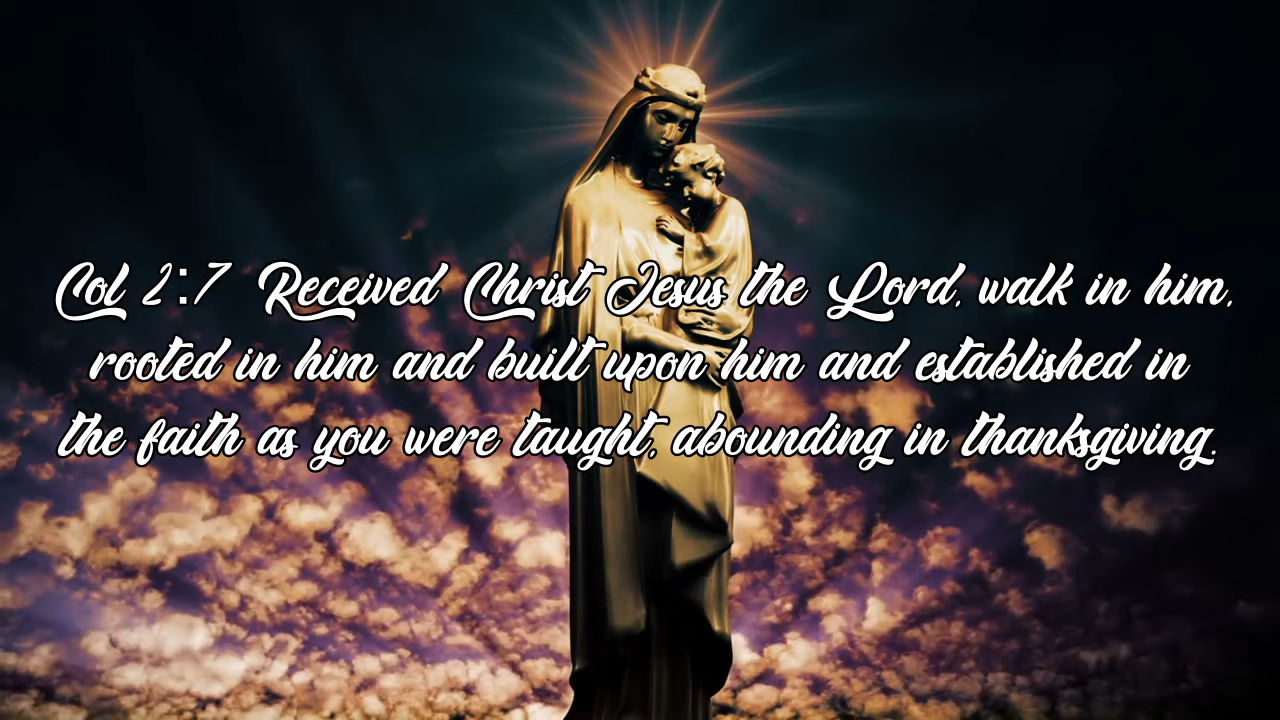 Col 2:7 Received Christ Jesus the Lord, walk in him,
rooted in him and built upon him and established in
the faith as you were taught, abounding in thanksgiving.